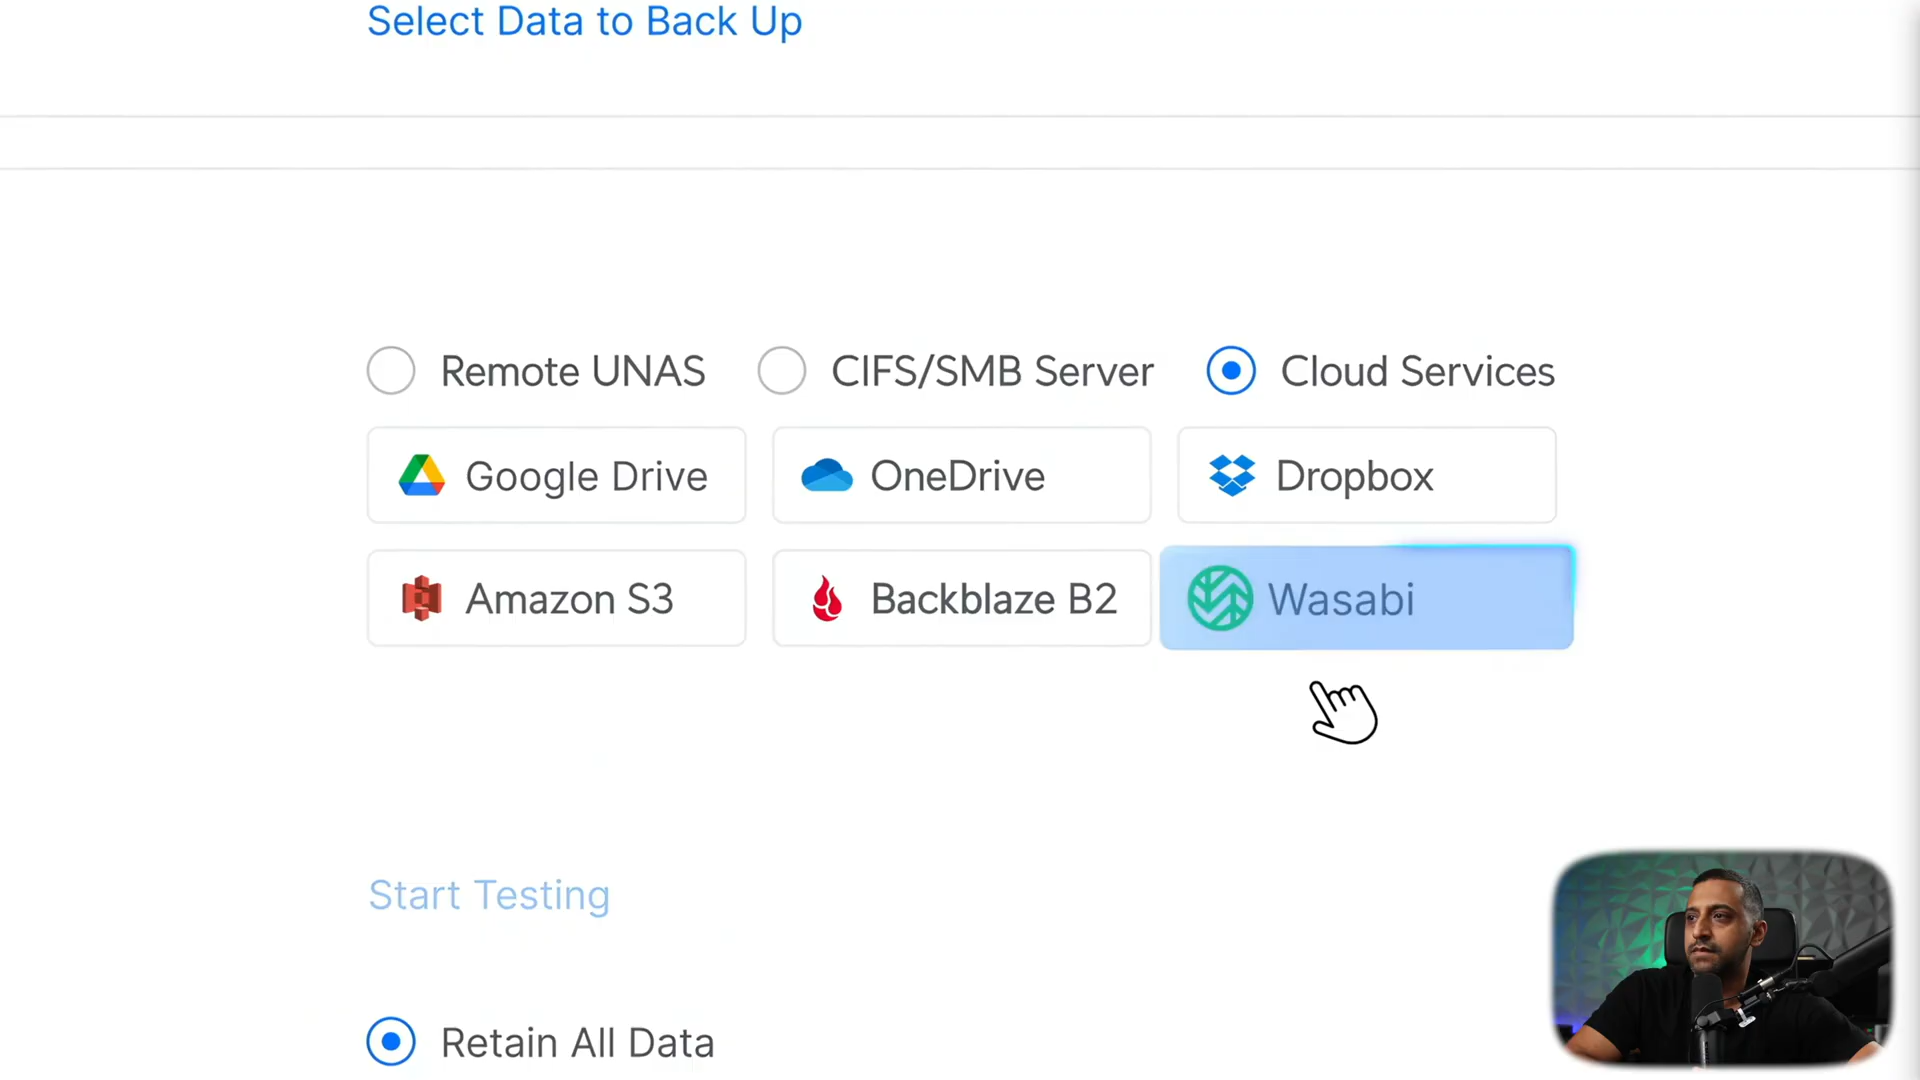 Select Data to Back Up
Remote UNAS CIFS/SMB Server Cloud Services
Google Drive OneDrive Dropbox
Amazon S3 Backblaze B2 Wasabi
Start Testing
Retain All Data